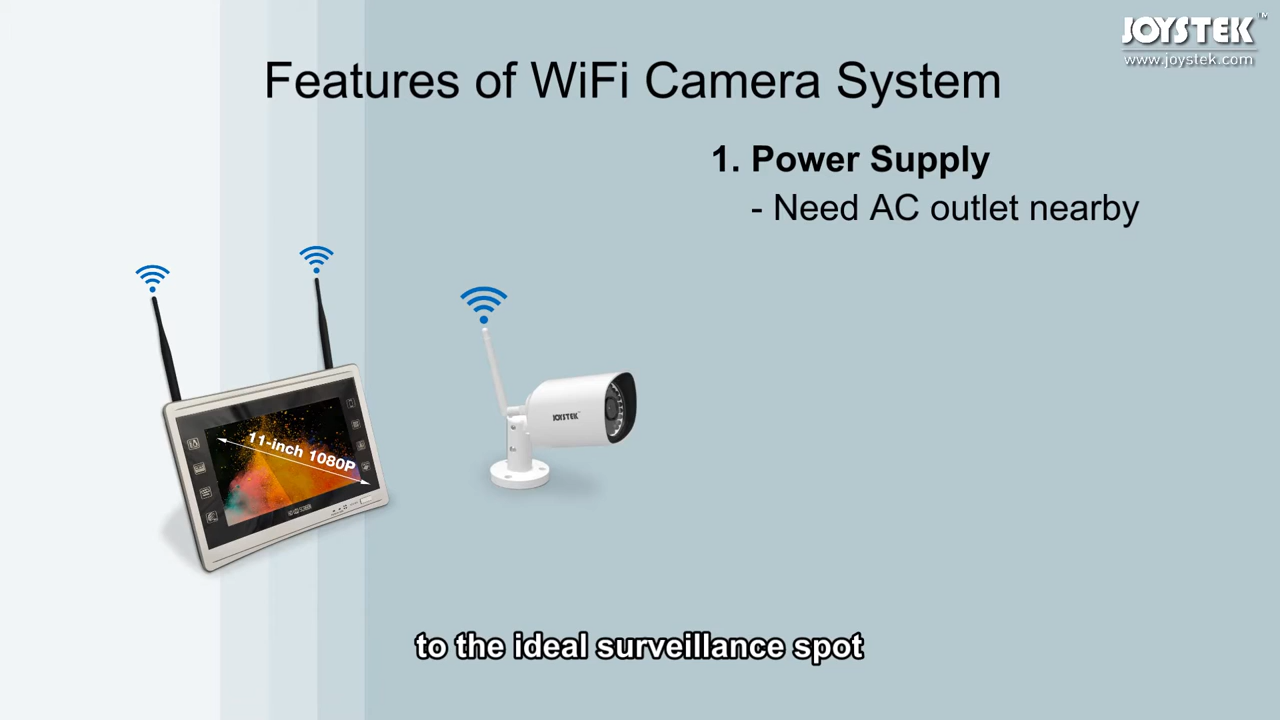 JOYSTEK™
www.joystek.com
Features of WiFi Camera System
1. Power Supply
- Need AC outlet nearby
11-inch 1080P
JOYSTEK
to the ideal surveillance spot